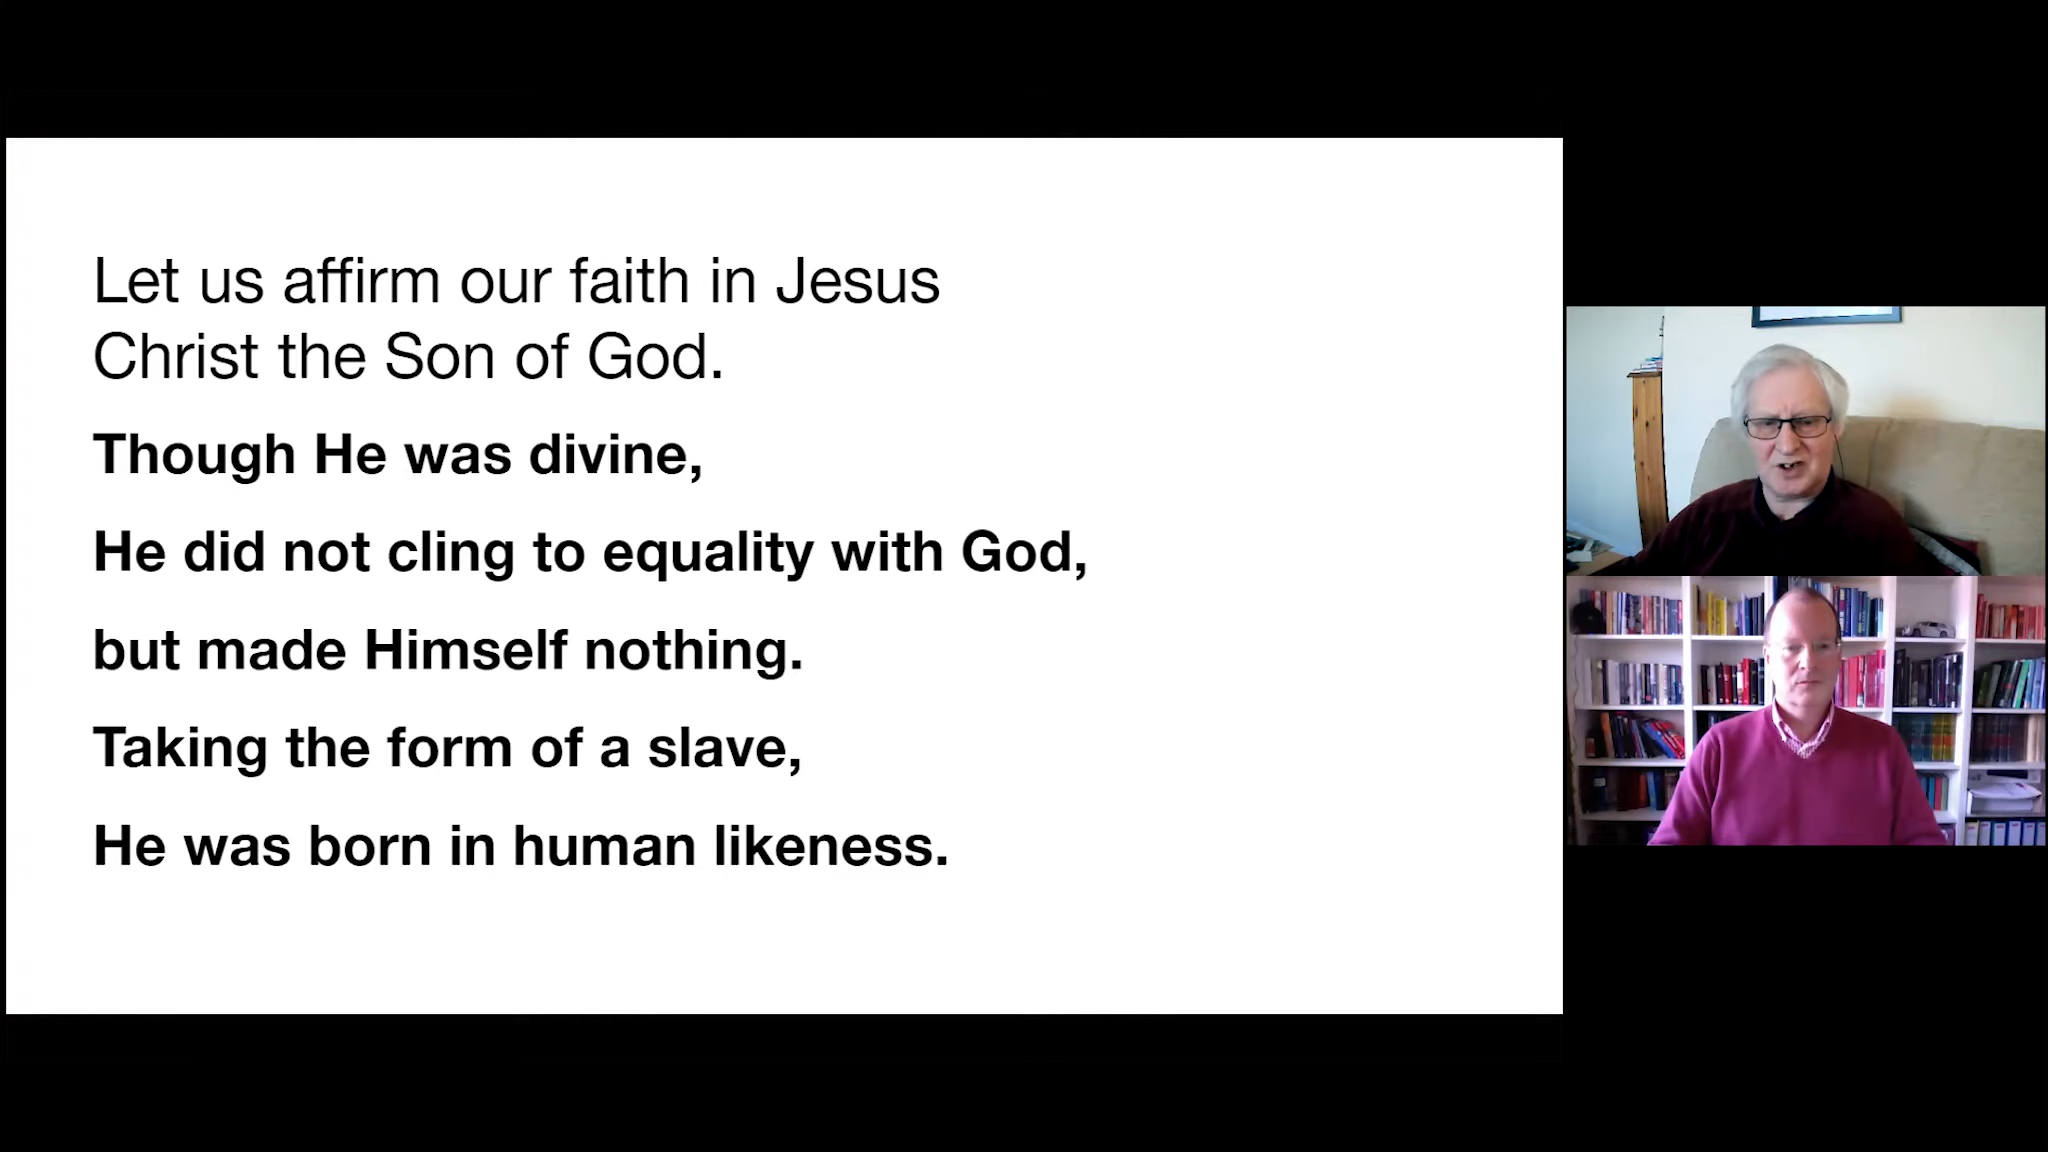 Let us affirm our faith in Jesus
Christ the Son of God.
Though He was divine,
He did not cling to equality with God,
but made Himself nothing.
Taking the form of a slave,
He was born in human likeness.